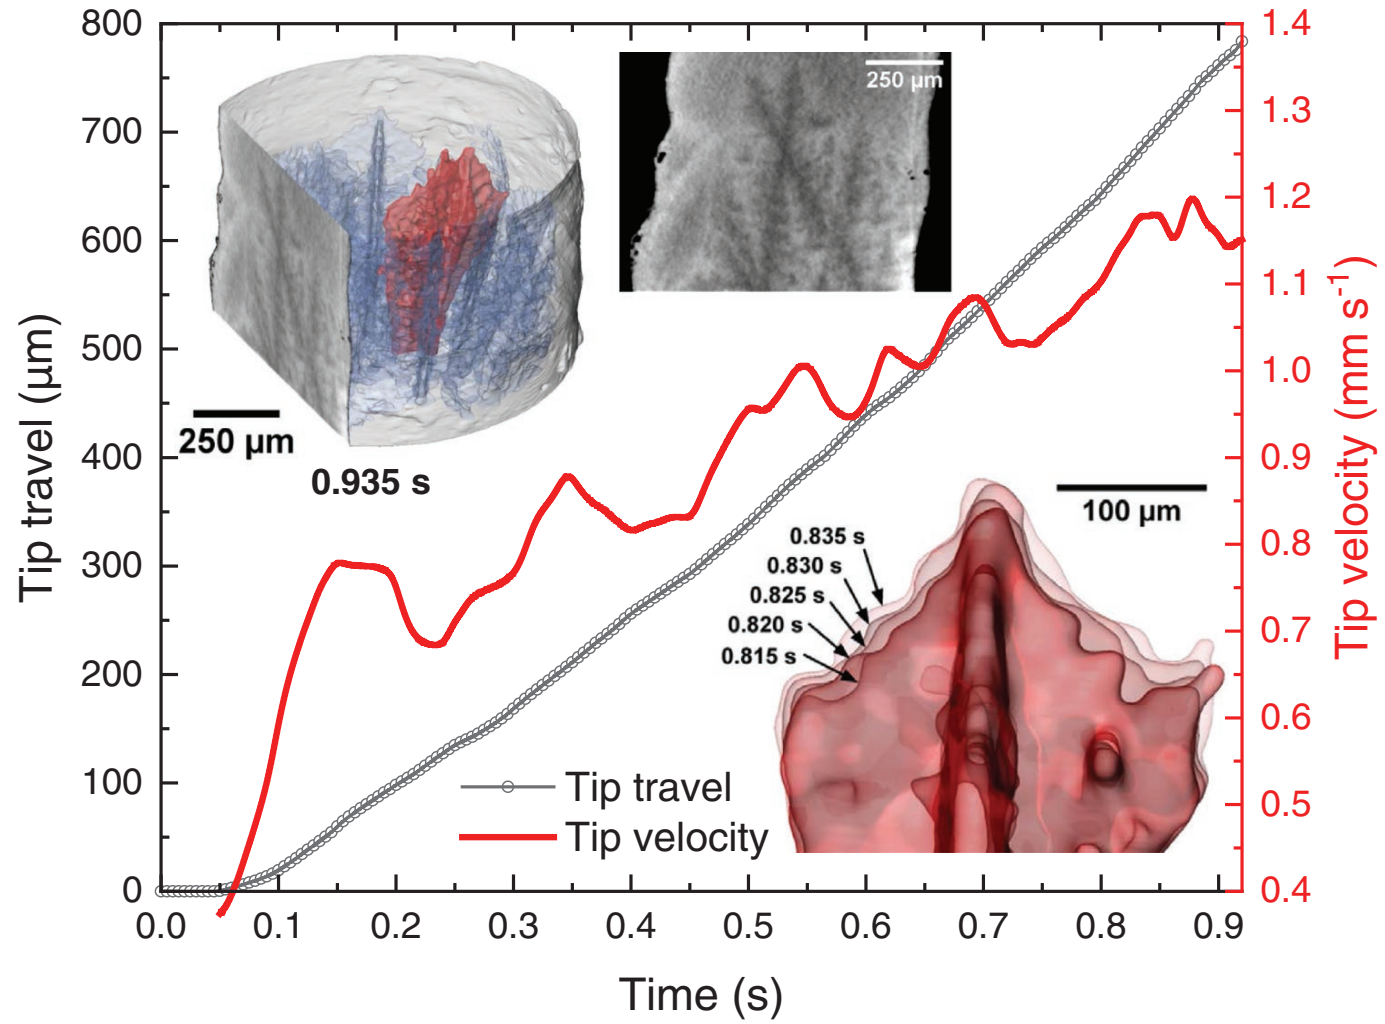 800
700
600
500
400
300
200
100
0
Tip travel (μm)
0.0
0.1
0.2
0.3
0.4
0.5
0.6
0.7
0.8
0.9
Time (s)
1.4
1.3
1.2
1.1
1.0
0.9
0.8
0.7
0.6
0.5
0.4
Tip velocity (mm s⁻¹)
250 μm
0.935 s
250 μm
100 μm
0.835 s
0.830 s
0.825 s
0.820 s
0.815 s
Tip travel
Tip velocity